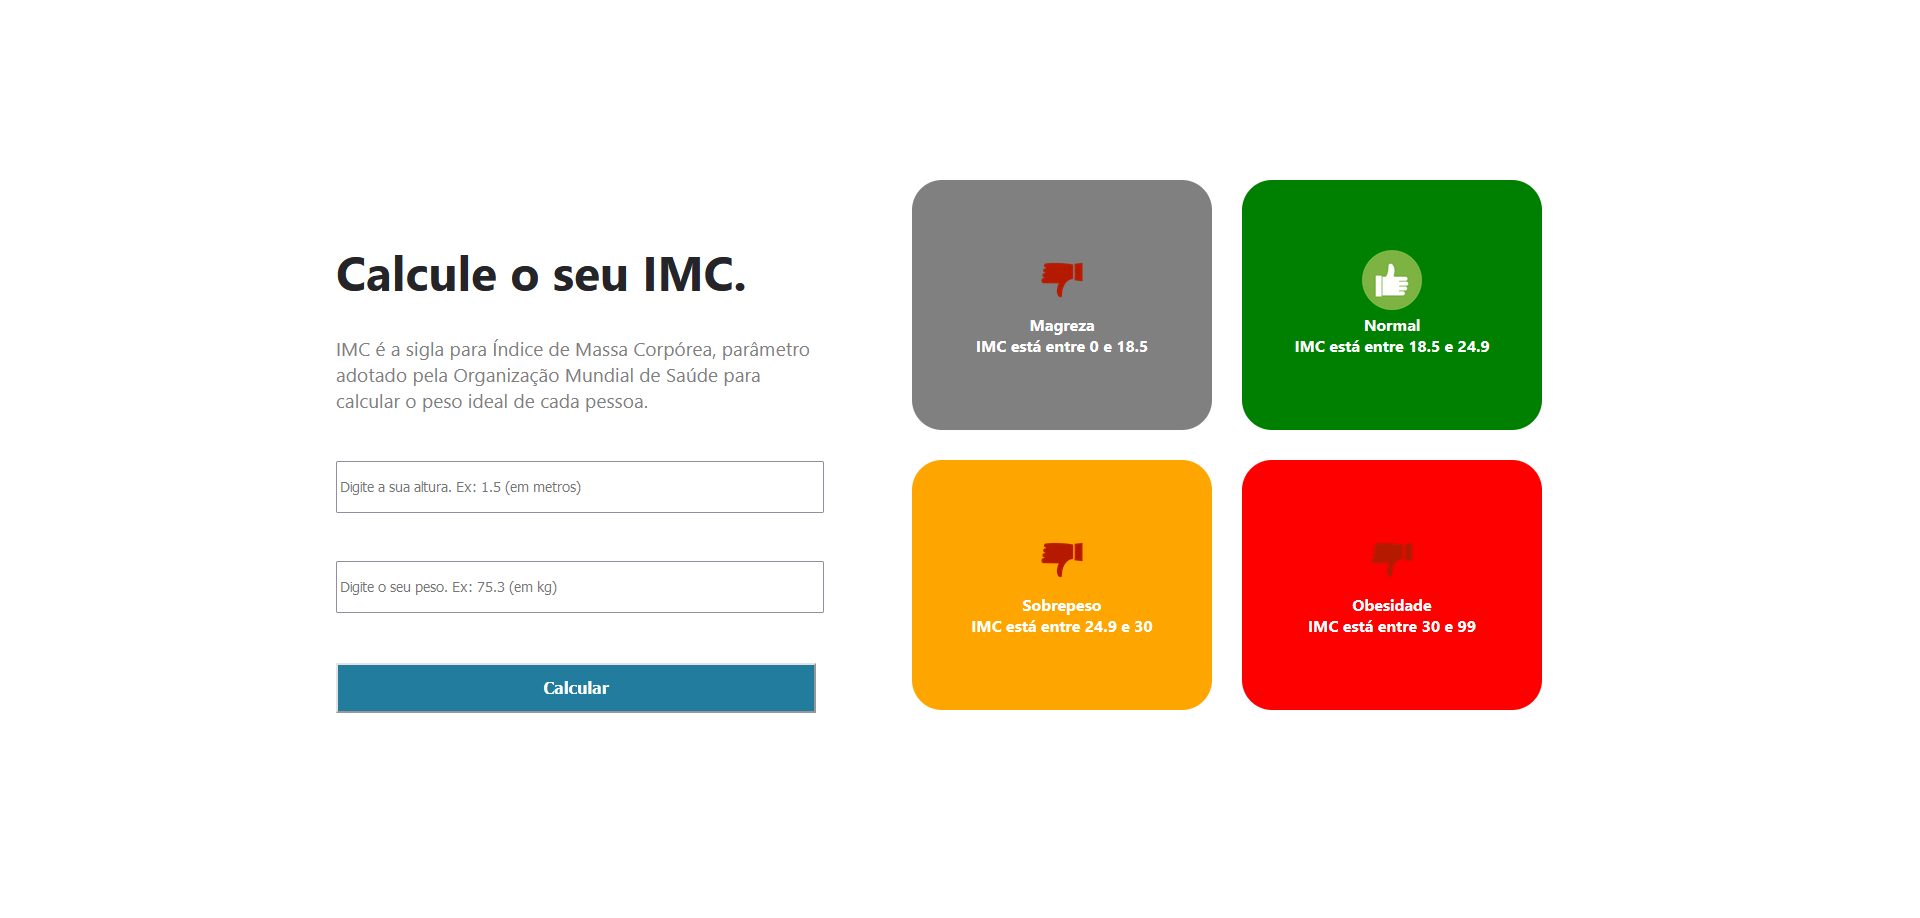 Calcule o seu IMC.
IMC é a sigla para Índice de Massa Corpórea, parâmetro
adotado pela Organização Mundial de Saúde para
calcular o peso ideal de cada pessoa.
Digite a sua altura. Ex: 1.5 (em metros)
Digite o seu peso. Ex: 75.3 (em kg)
Calcular
Magreza
IMC está entre 0 e 18.5
Normal
IMC está entre 18.5 e 24.9
Sobrepeso
IMC está entre 24.9 e 30
Obesidade
IMC está entre 30 e 99